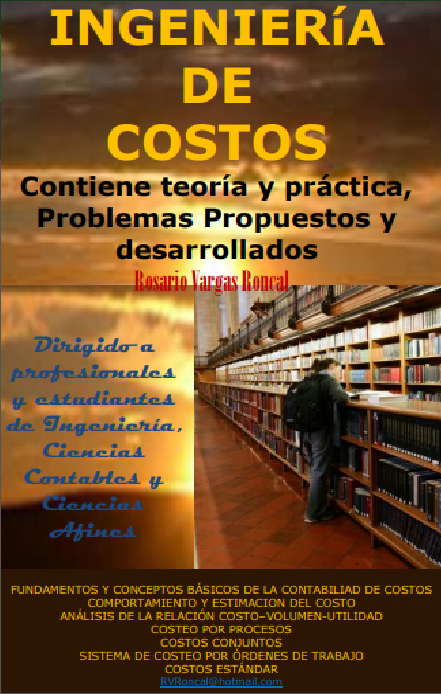 INGENIERíA
DE
COSTOS
Contiene teoría y práctica,
Problemas Propuestos y
desarrollados
Rosario Vargas Roncal
Dirigido a
profesionales
y estudiantes
de Ingeniería,
Ciencias
Contables y
Ciencias
Afines
FUNDAMENTOS Y CONCEPTOS BÁSICOS DE LA CONTABILIAD DE COSTOS
COMPORTAMIENTO Y ESTIMACION DEL COSTO
ANÁLISIS DE LA RELACIÓN COSTO–VOLUMEN-UTILIDAD
COSTEO POR PROCESOS
COSTOS CONJUNTOS
SISTEMA DE COSTEO POR ÓRDENES DE TRABAJO
COSTOS ESTÁNDAR
RVRoncal@hotmail.com